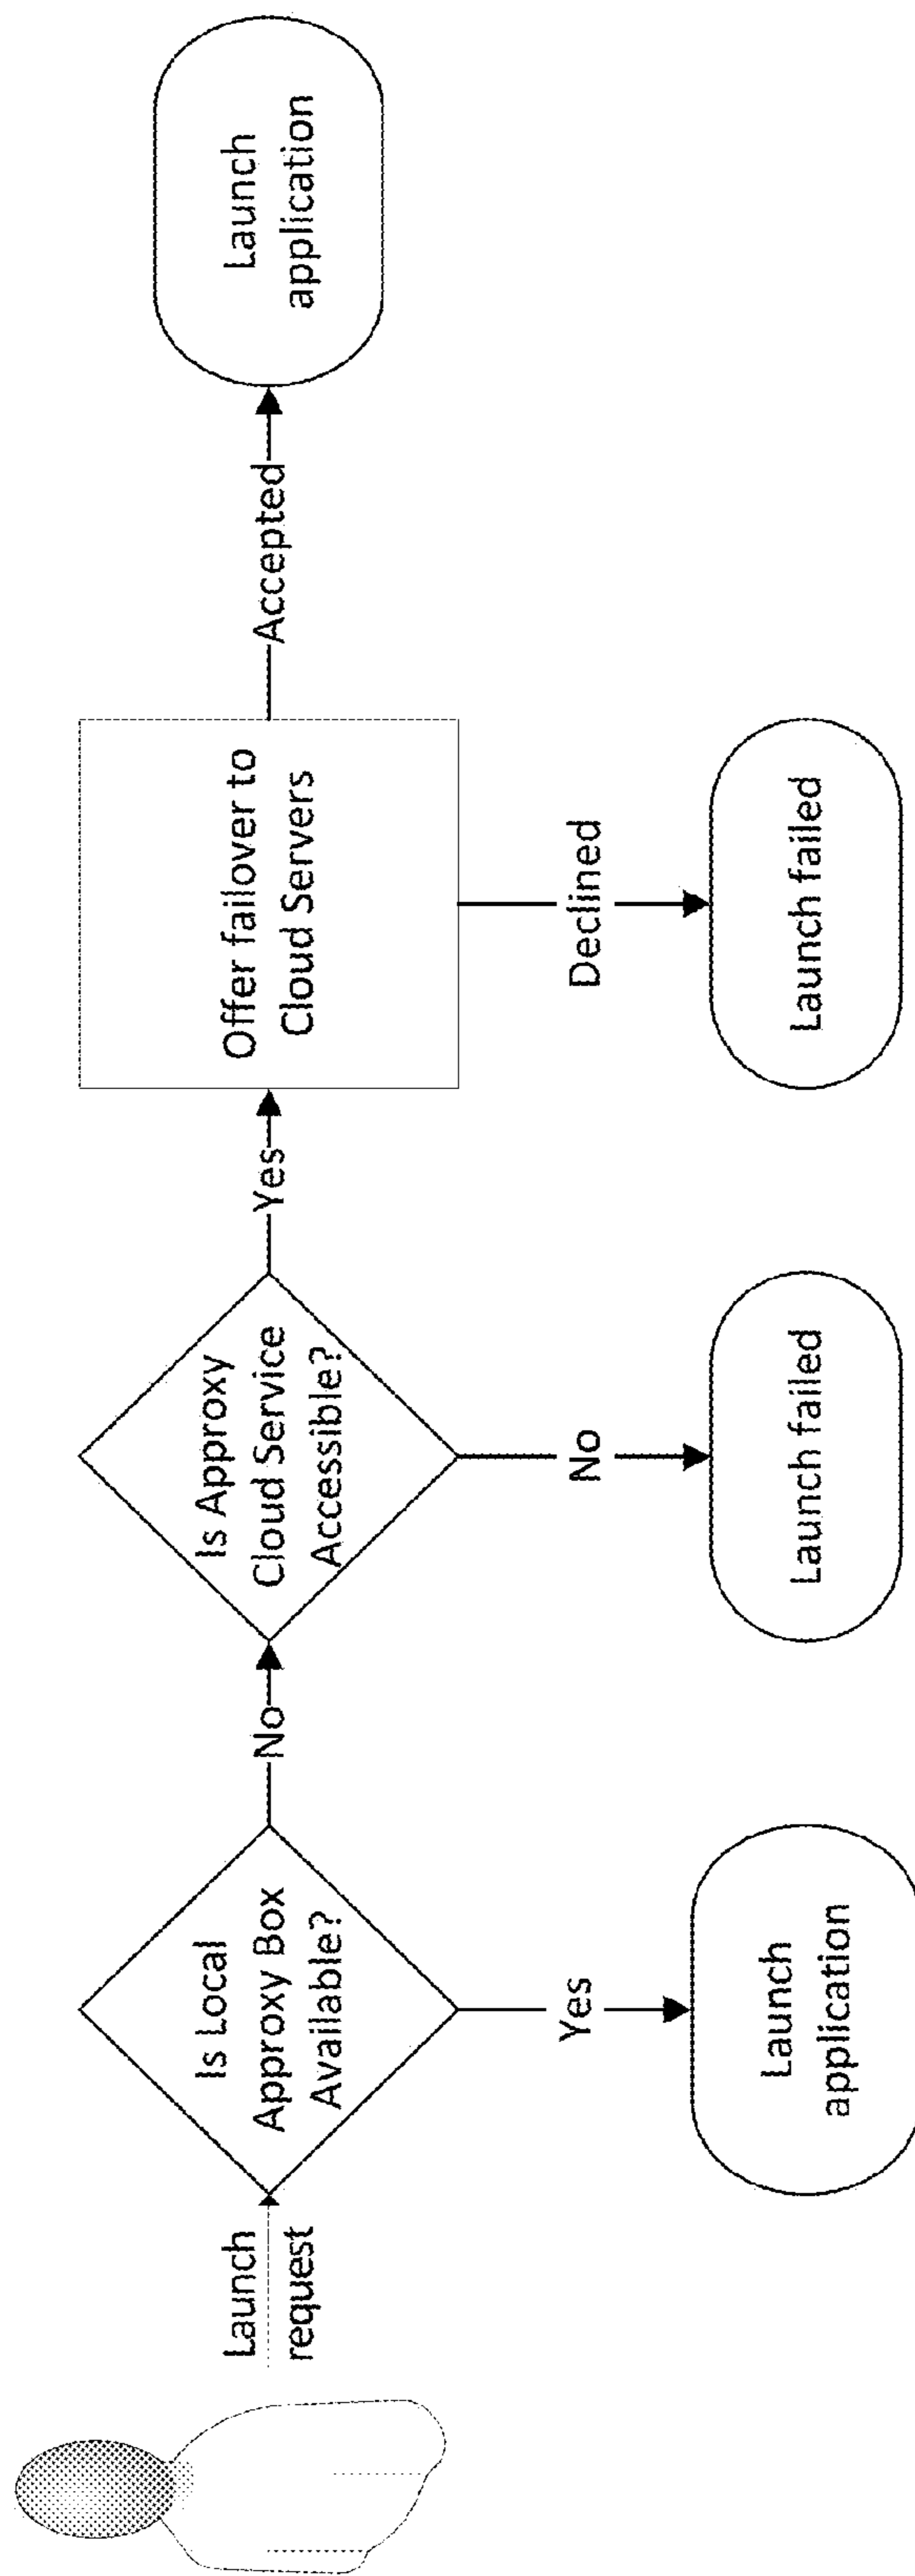 Launch
request
Is Local
Approxy Box
Available?
No
Is Approxy
Cloud Service
Accessible?
Yes
Offer failover to
Cloud Servers
Accepted
Launch
application
Yes
Launch
application
No
Launch failed
Declined
Launch failed